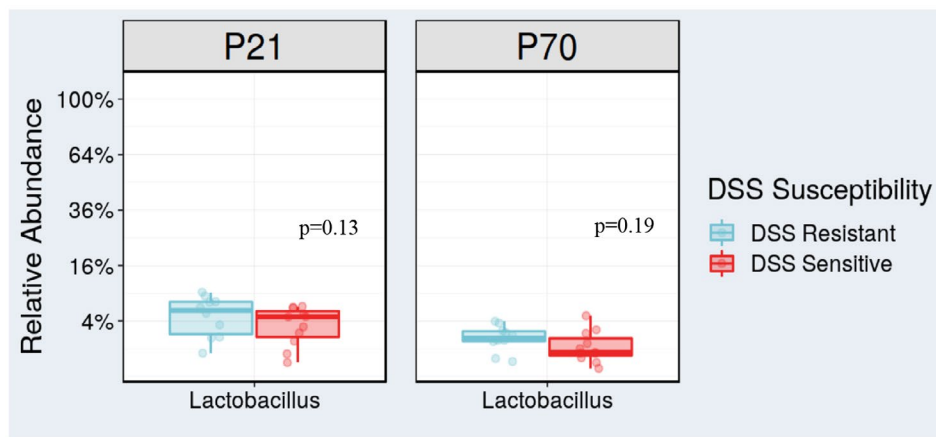 P21
P70
Relative Abundance
100%
64%
36%
16%
4%
p=0.13
p=0.19
Lactobacillus
Lactobacillus
DSS Susceptibility
DSS Resistant
DSS Sensitive